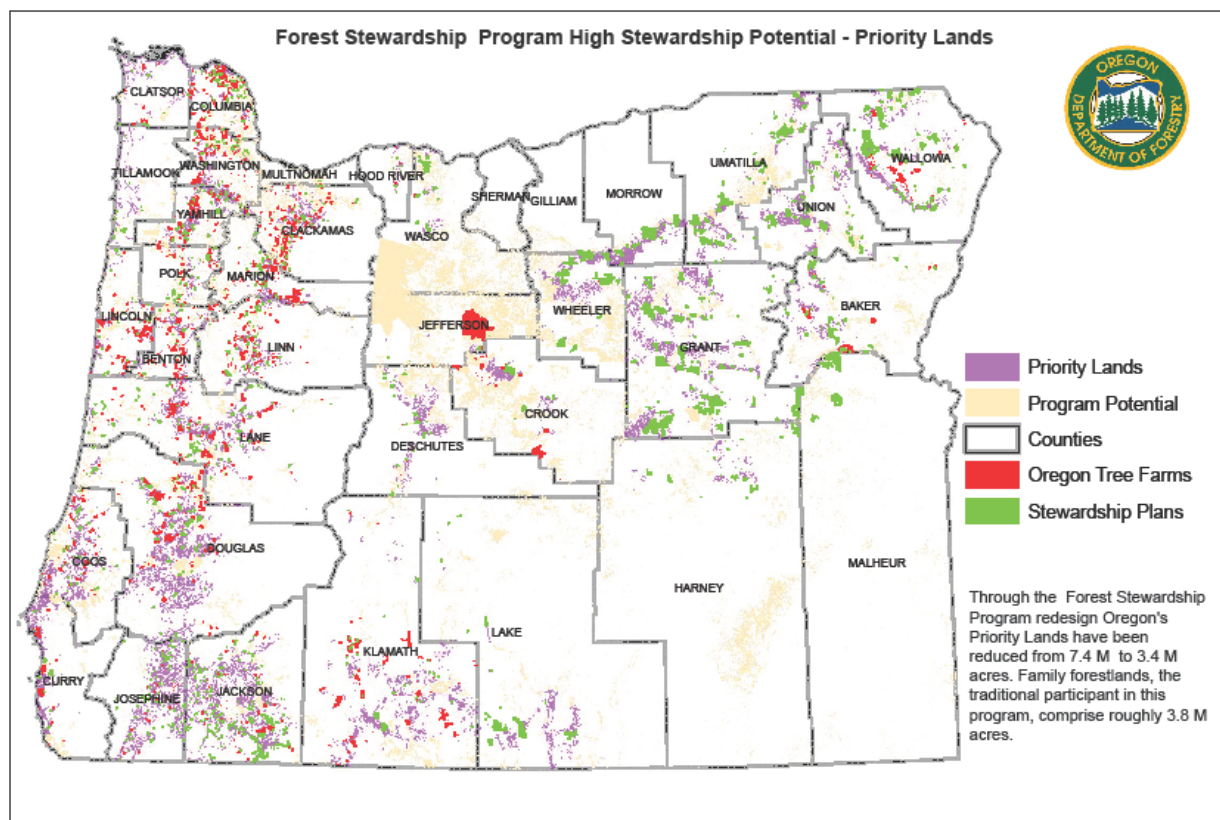 Forest Stewardship Program High Stewardship Potential - Priority Lands
OREGON
DEPARTMENT OF FORESTRY
CLATSOP
COLUMBIA
TILLAMOOK
WASHINGTON
MULTNOMAH
HOOD RIVER
SHERMAN
GILLIAM
MORROW
UMATILLA
WALLOWA
UNION
YAMHILL
CLACKAMAS
WASCO
POLK
MARION
WHEELER
BAKER
LINCOLN
JEFFERSON
GRANT
BENTON
LINN
CROOK
LANE
DESCHUTES
COOS
DOUGLAS
HARNEY
MALHEUR
LAKE
KLAMATH
CURRY
JOSEPHINE
JACKSON
Priority Lands
Program Potential
Counties
Oregon Tree Farms
Stewardship Plans
Through the Forest Stewardship
Program redesign Oregon's
Priority Lands have been
reduced from 7.4 M to 3.4 M
acres. Family forestlands, the
traditional participant in this
program, comprise roughly 3.8 M
acres.